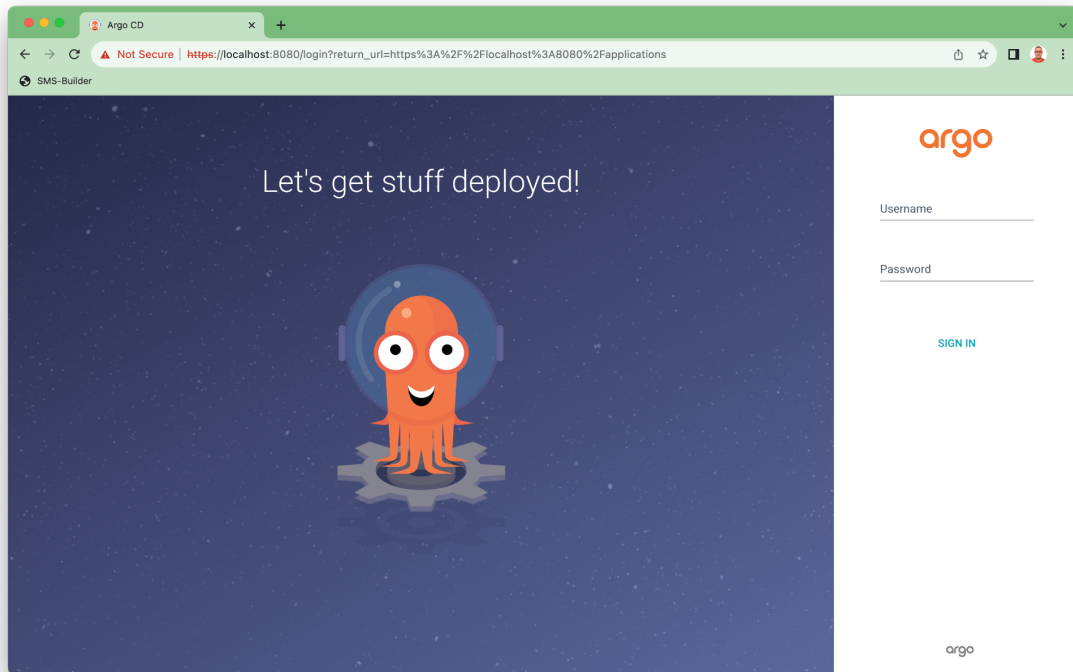 Argo CD
Not Secure | https://localhost:8080/login?return_url=https%3A%2F%2Flocalhost%3A8080%2Fapplications
SMS-Builder
Let's get stuff deployed!
argo
Username
Password
SIGN IN
argo